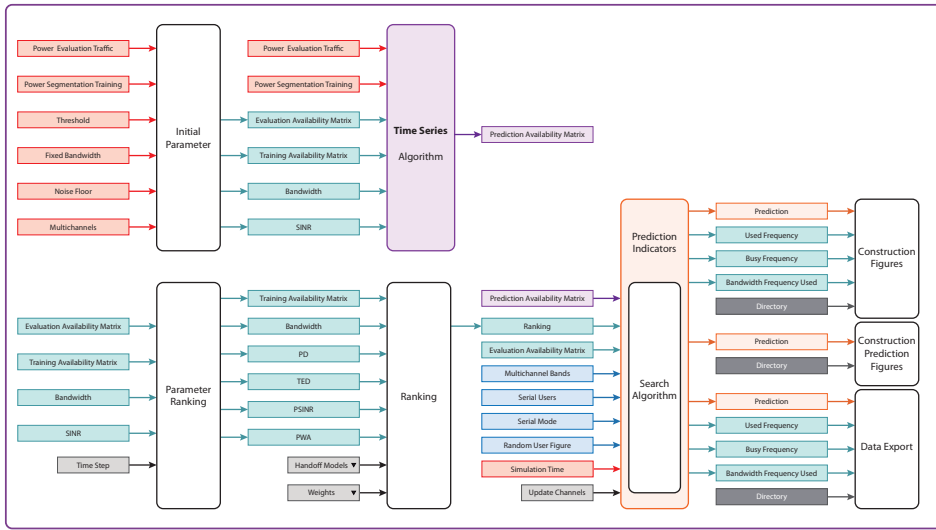 Power Evaluation Traffic
Power Segmentation Training
Threshold
Fixed Bandwidth
Noise Floor
Multichannels
Initial
Parameter
Power Evaluation Traffic
Power Segmentation Training
Evaluation Availability Matrix
Training Availability Matrix
Bandwidth
SINR
Time Series
Algorithm
Prediction Availability Matrix
Evaluation Availability Matrix
Training Availability Matrix
Bandwidth
SINR
Time Step
Parameter
Ranking
Training Availability Matrix
Bandwidth
PD
TED
PSINR
PWA
Handoff Models
Weights
Ranking
Prediction Availability Matrix
Ranking
Evaluation Availability Matrix
Multichannel Bands
Serial Users
Serial Mode
Random User Figure
Simulation Time
Update Channels
Prediction
Indicators
Search
Algorithm
Prediction
Used Frequency
Busy Frequency
Bandwidth Frequency Used
Directory
Construction
Figures
Prediction
Directory
Construction
Prediction
Figures
Prediction
Used Frequency
Busy Frequency
Bandwidth Frequency Used
Directory
Data Export